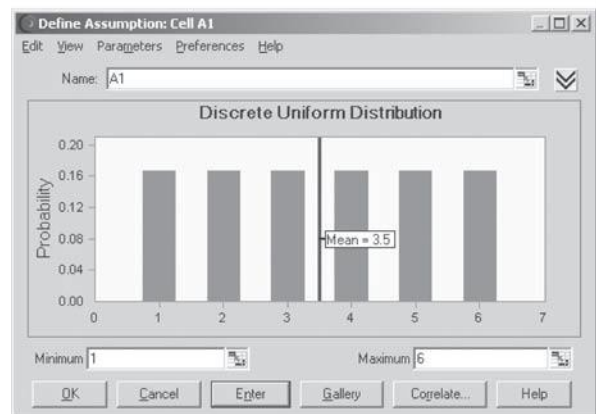 Define Assumption: Cell A1
Edit View Parameters Preferences Help
Name: A1
Discrete Uniform Distribution
Probability
0.20
0.16
0.12
0.08
0.04
0.00
Mean = 3.5
0 1 2 3 4 5 6 7
Minimum 1 Maximum 6
OK Cancel Enter Gallery Correlate... Help